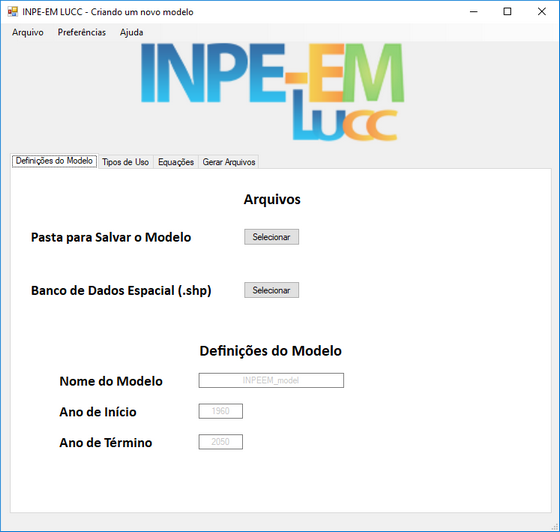 INPE-EM LUCC - Criando um novo modelo
Arquivo Preferências Ajuda
INPE-EM
LUCC
Definições do Modelo Tipos de Uso Equações Gerar Arquivos
Arquivos
Pasta para Salvar o Modelo Selecionar
Banco de Dados Espacial (.shp) Selecionar
Definições do Modelo
Nome do Modelo INPEEM_model
Ano de Início 1960
Ano de Término 2050